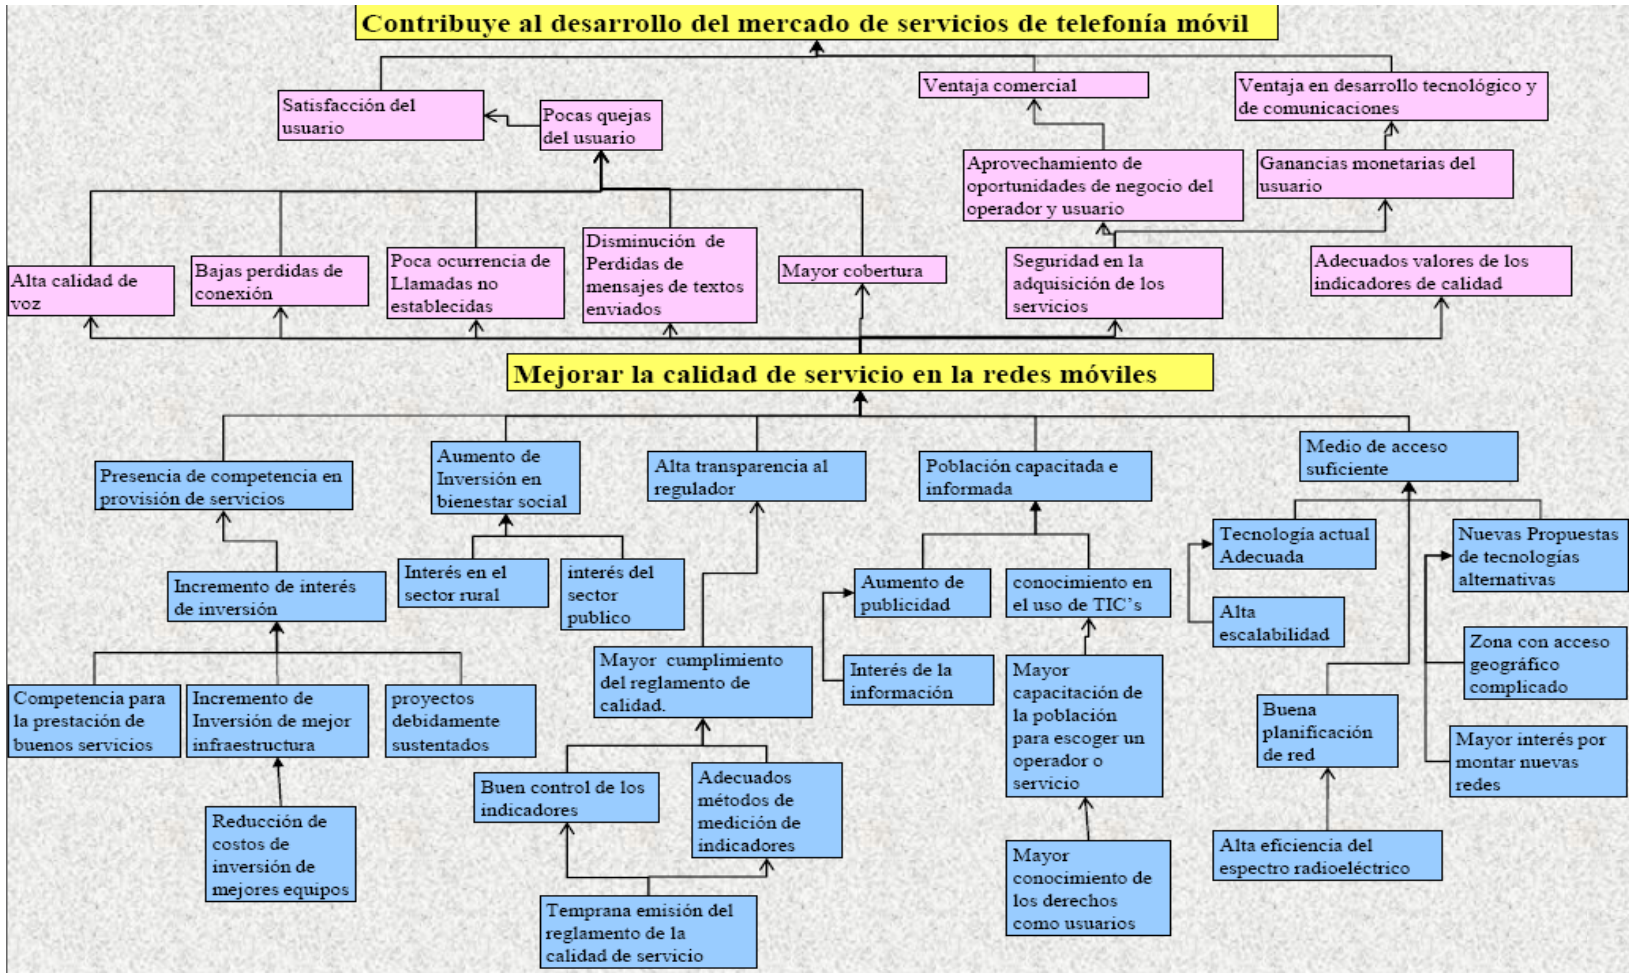 Contribuye al desarrollo del mercado de servicios de telefonía móvil
Satisfacción del
usuario
Pocas quejas
del usuario
Ventaja comercial
Ventaja en desarrollo tecnológico y
de comunicaciones
Aprovechamiento de
oportunidades de negocio del
operador y usuario
Ganancias monetarias del
usuario
Alta calidad de
voz
Bajas perdidas de
conexión
Poca ocurrencia de
Llamadas no
establecidas
Disminución de
Perdidas de
mensajes de textos
enviados
Mayor cobertura
Seguridad en la
adquisición de los
servicios
Adecuados valores de los
indicadores de calidad
Mejorar la calidad de servicio en la redes móviles
Presencia de competencia en
provisión de servicios
Aumento de
Inversión en
bienestar social
Alta transparencia al
regulador
Población capacitada e
informada
Medio de acceso
suficiente
Incremento de interés
de inversión
Interés en el
sector rural
interés del
sector
publico
Aumento de
publicidad
conocimiento en
el uso de TIC's
Tecnología actual
Adecuada
Nuevas Propuestas
de tecnologías
alternativas
Alta
escalabilidad
Zona con acceso
geográfico
complicado
Competencia para
la prestación de
buenos servicios
Incremento de
Inversión de mejor
infraestructura
proyectos
debidamente
sustentados
Mayor cumplimiento
del reglamento de
calidad.
Interés de la
información
Mayor
capacitación de
la población
para escoger un
operador o
servicio
Buena
planificación
de red
Mayor interés por
montar nuevas
redes
Reducción de
costos de
inversión de
mejores equipos
Buen control de los
indicadores
Adecuados
métodos de
medición de
indicadores
Mayor
conocimiento de
los derechos
como usuarios
Alta eficiencia del
espectro radioeléctrico
Temprana emisión del
reglamento de la
calidad de servicio